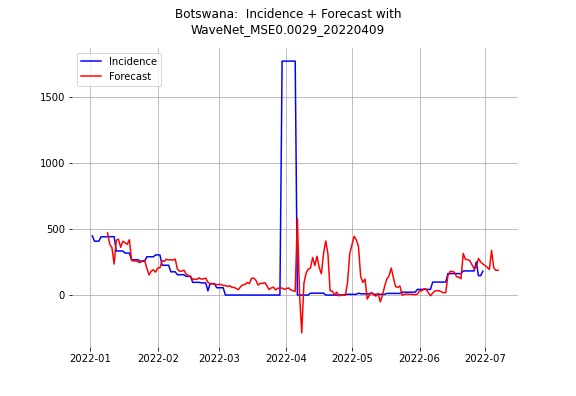 Botswana:  Incidence + Forecast with
WaveNet_MSE0.0029_20220409
Incidence
Forecast
1500
1000
500
0
2022-01
2022-02
2022-03
2022-04
2022-05
2022-06
2022-07